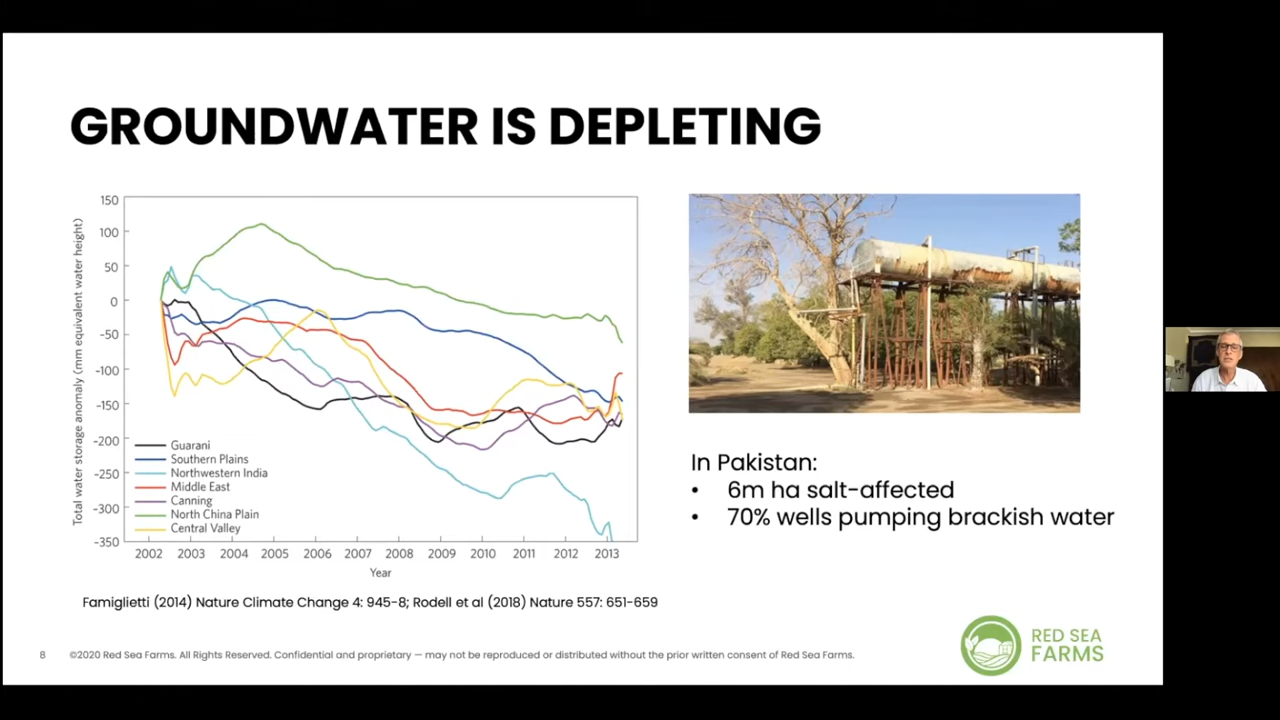 GROUNDWATER IS DEPLETING
Total water storage anomaly (mm equivalent water height)
150
100
50
0
-50
-100
-150
-200
-250
-300
-350
Guarani
Southern Plains
Northwestern India
Middle East
Canning
North China Plain
Central Valley
2002 2003 2004 2005 2006 2007 2008 2009 2010 2011 2012 2013
Year
Famiglietti (2014) Nature Climate Change 4: 945-8; Rodell et al (2018) Nature 557: 651-659
In Pakistan:
• 6m ha salt-affected
• 70% wells pumping brackish water
8 ©2020 Red Sea Farms. All Rights Reserved. Confidential and proprietary — may not be reproduced or distributed without the prior written consent of Red Sea Farms.
RED SEA
FARMS